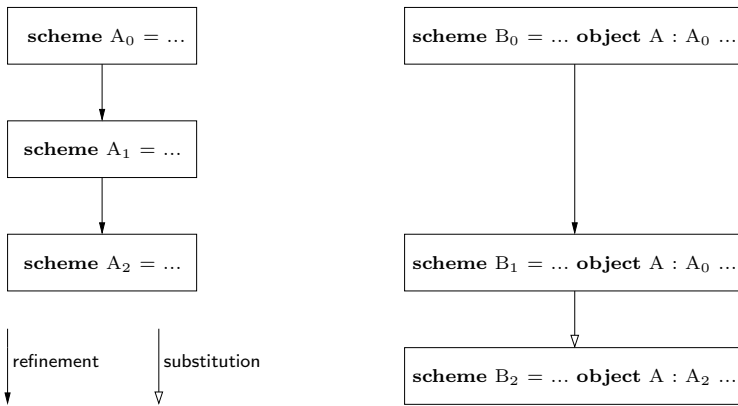 scheme A₀ = ...
scheme B₀ = ... object A : A₀ ...
scheme A₁ = ...
scheme A₂ = ...
scheme B₁ = ... object A : A₀ ...
refinement
substitution
scheme B₂ = ... object A : A₂ ...